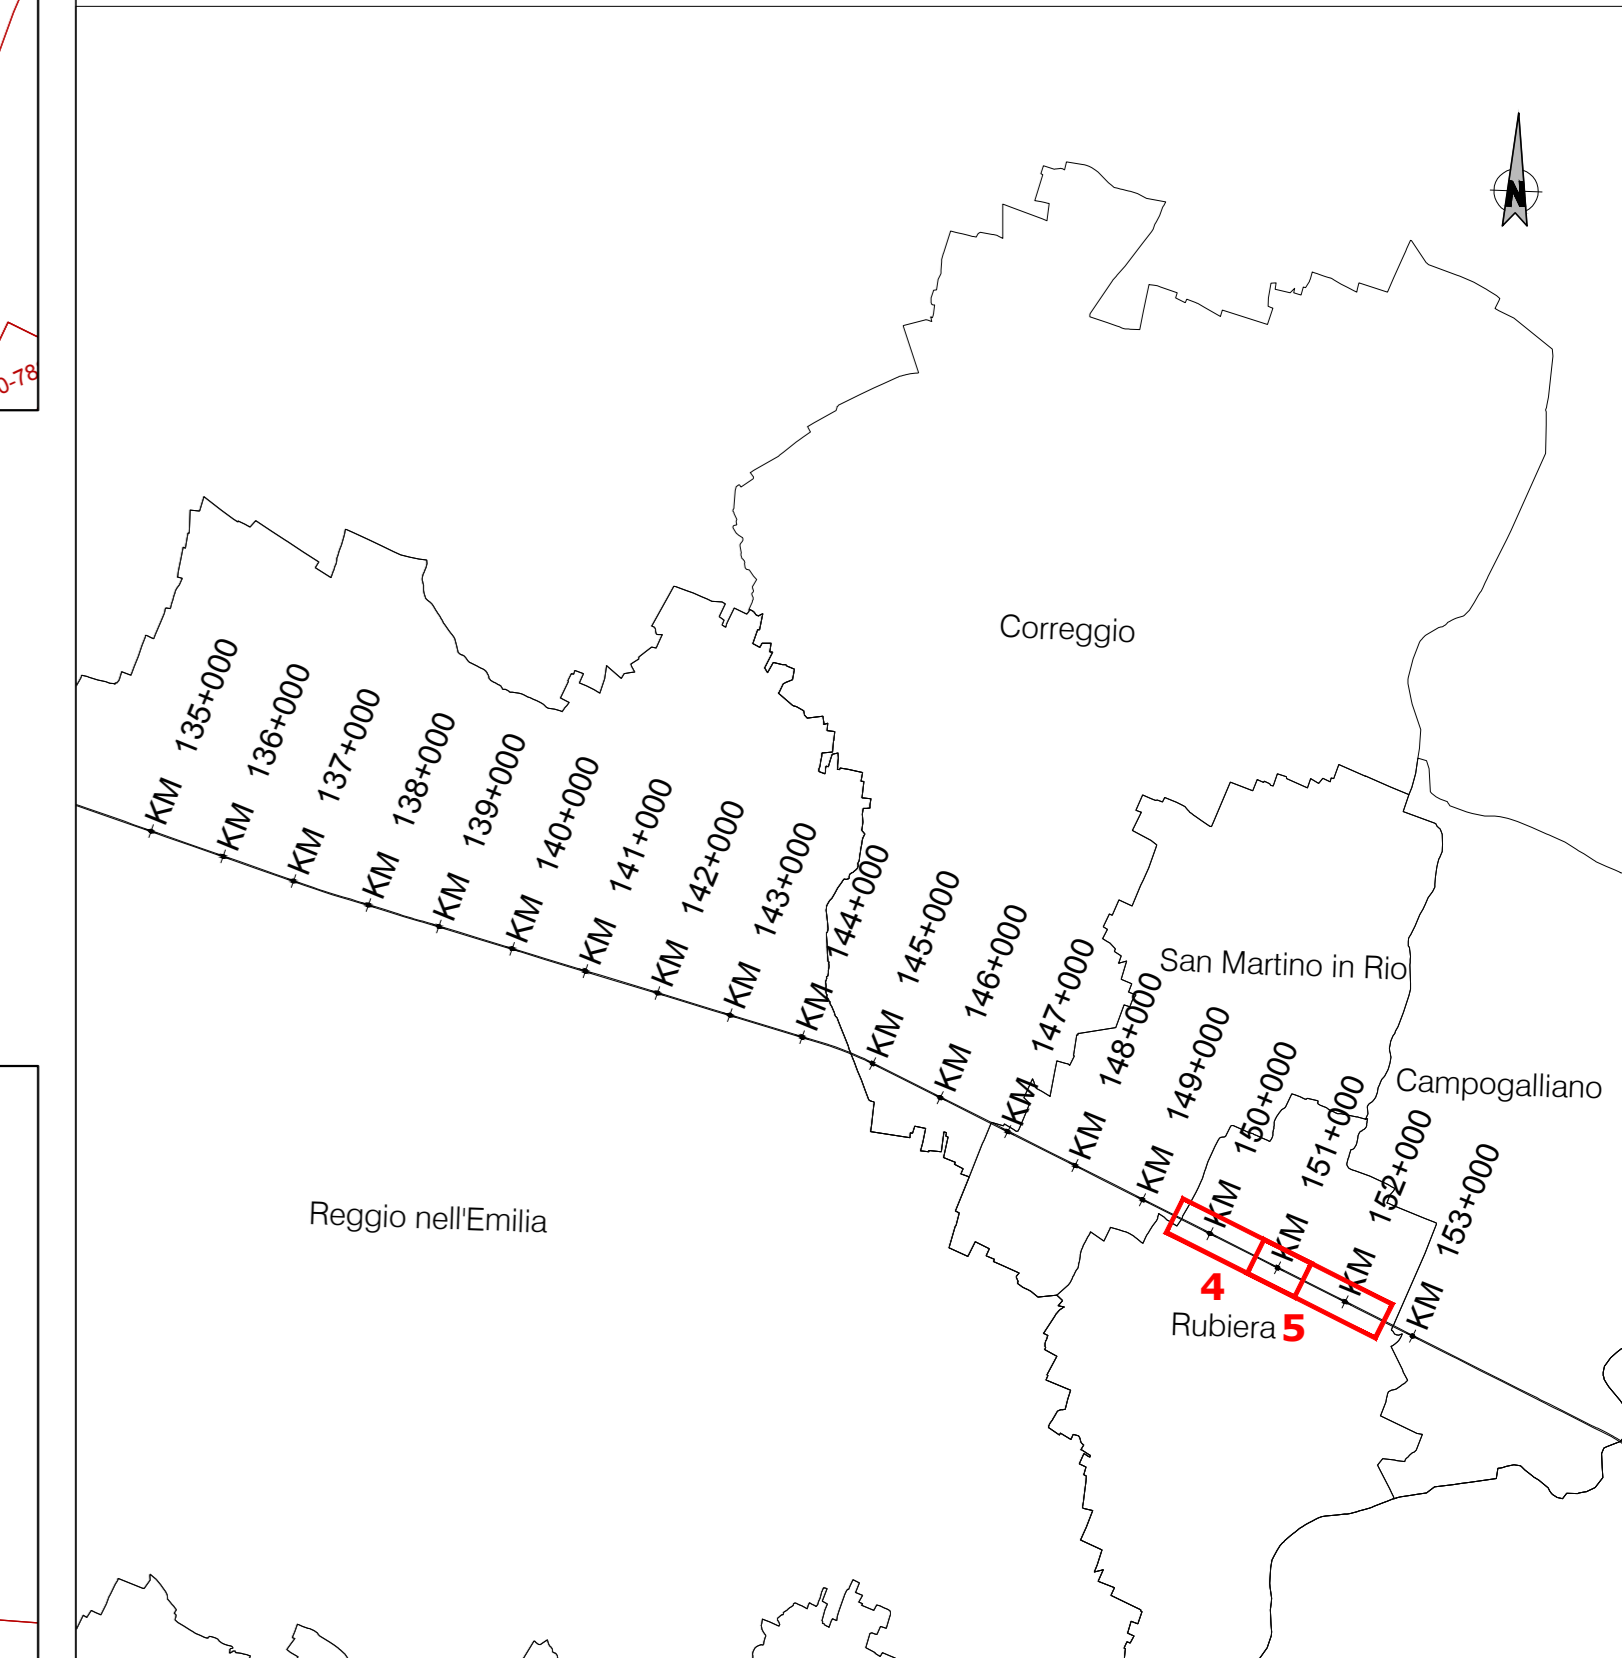 N
0-78
Correggio
KM 135+000
KM 136+000
KM 137+000
KM 138+000
KM 139+000
KM 140+000
KM 141+000
KM 142+000
KM 143+000
KM 144+000
KM 145+000
KM 146+000
KM 147+000
KM 148+000
KM 149+000
KM 150+000
KM 151+000
KM 152+000
KM 153+000
San Martino in Rio
Campogalliano
Reggio nell'Emilia
4
Rubiera 5